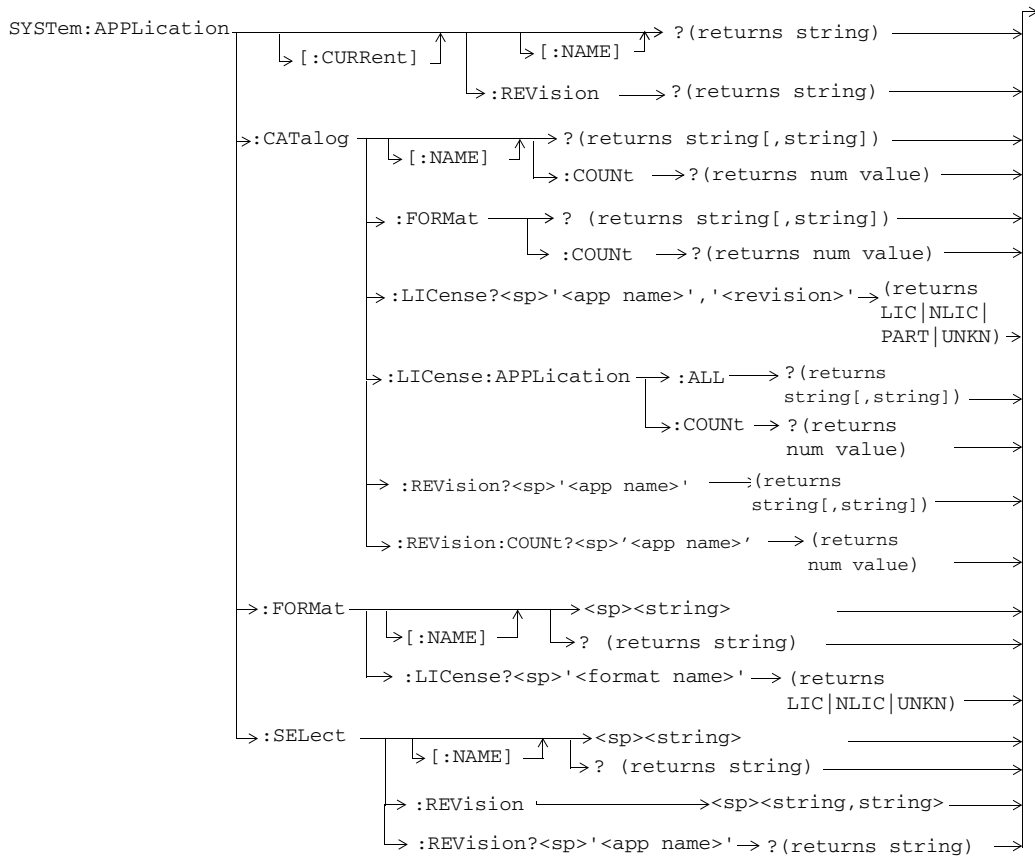 SYSTem:APPLication
[:CURRent] [:NAME] ?(returns string)
:REVision ?(returns string)
:CATalog [:NAME] ?(returns string[,string])
:COUNt ?(returns num value)
:FORMat ? (returns string[,string])
:COUNt ?(returns num value)
:LICense?<sp>'<app name>','<revision>' (returns
LIC|NLIC|
PART|UNKN)
:LICense:APPLication :ALL ?(returns
string[,string])
:COUNt ?(returns
num value)
:REVision?<sp>'<app name>' (returns
string[,string])
:REVision:COUNt?<sp>’<app name>’ (returns
num value)
:FORMat [:NAME] <sp><string>
? (returns string)
:LICense?<sp>'<format name>' (returns
LIC|NLIC|UNKN)
:SELect [:NAME] <sp><string>
? (returns string)
:REVision <sp><string,string>
:REVision?<sp>'<app name>' ?(returns string)